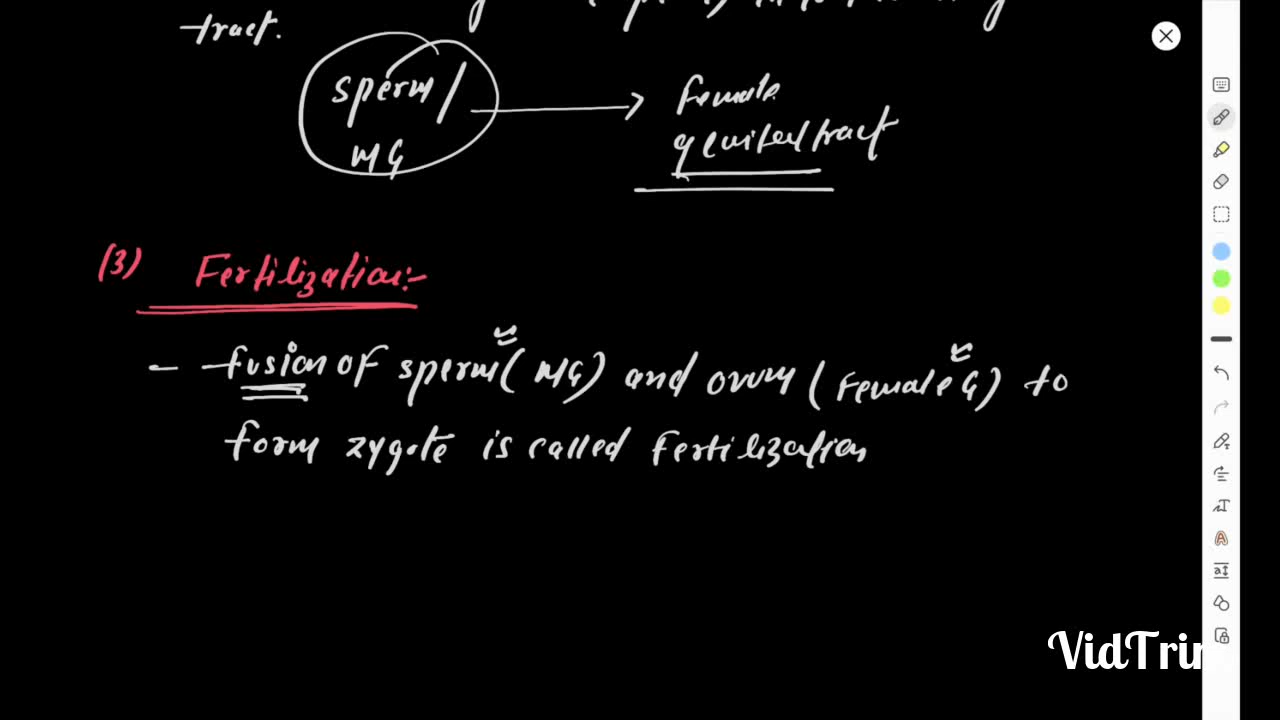 tract.
sperm/
MG
Female
genital tract
(3) Fertilization:-
- fusion of sperm (MG) and ovum (Female G) to
form zygote is called Fertilization
VidTrim